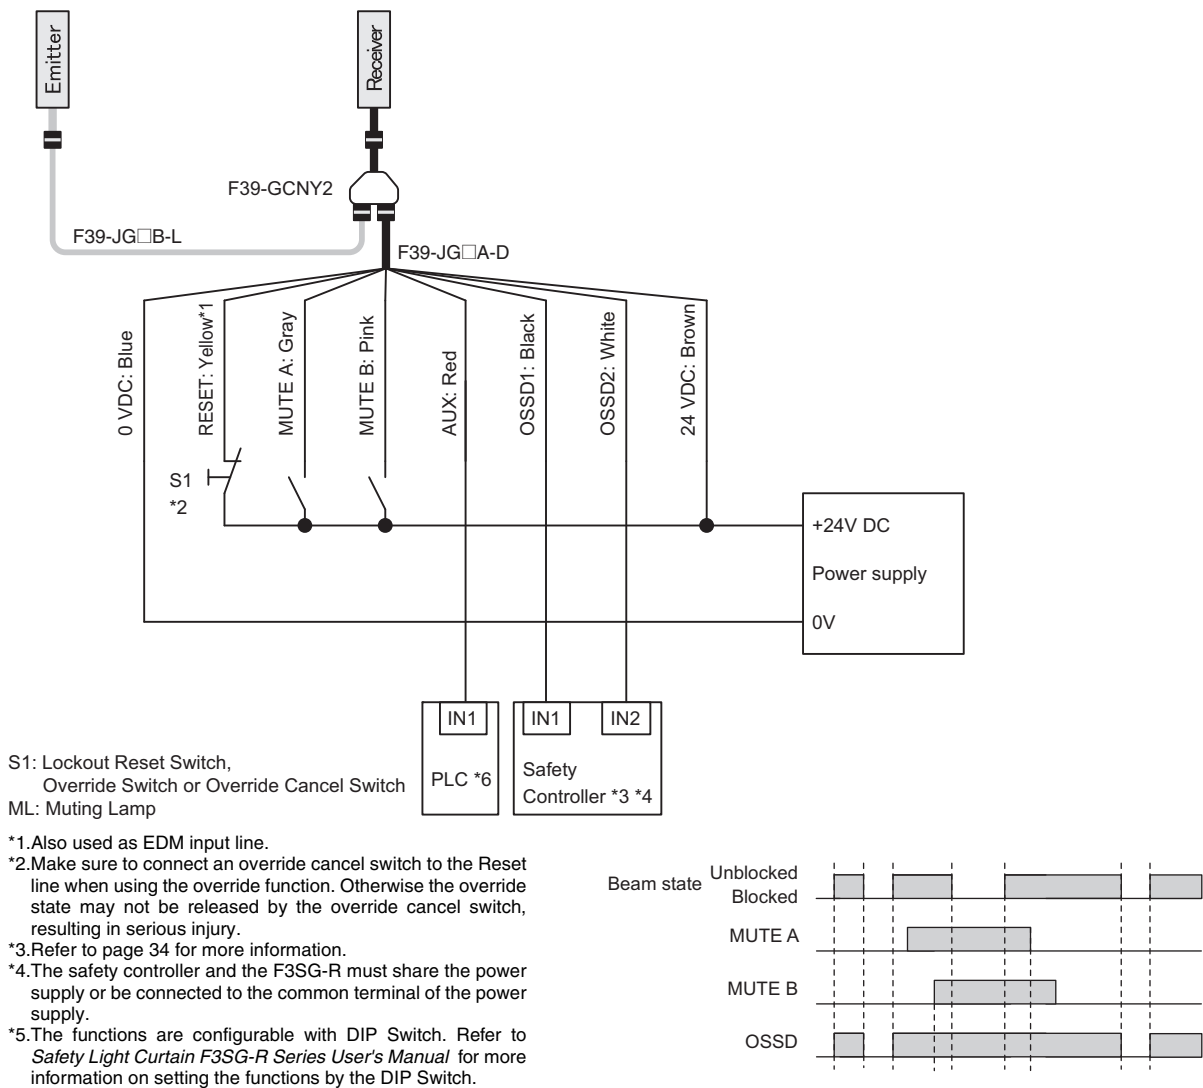 Emitter
Receiver
F39-GCNY2
F39-JG□B-L
F39-JG□A-D
0 VDC: Blue
RESET: Yellow*1
MUTE A: Gray
MUTE B: Pink
AUX: Red
OSSD1: Black
OSSD2: White
24 VDC: Brown
S1
*2
+24V DC
Power supply
0V
IN1
IN1
IN2
PLC *6
Safety
Controller *3 *4
S1: Lockout Reset Switch,
Override Switch or Override Cancel Switch
ML: Muting Lamp
*1.Also used as EDM input line.
*2.Make sure to connect an override cancel switch to the Reset
line when using the override function. Otherwise the override
state may not be released by the override cancel switch,
resulting in serious injury.
*3.Refer to page 34 for more information.
*4.The safety controller and the F3SG-R must share the power
supply or be connected to the common terminal of the power
supply.
*5.The functions are configurable with DIP Switch. Refer to
Safety Light Curtain F3SG-R Series User's Manual for more
information on setting the functions by the DIP Switch.
Beam state
Unblocked
Blocked
MUTE A
MUTE B
OSSD